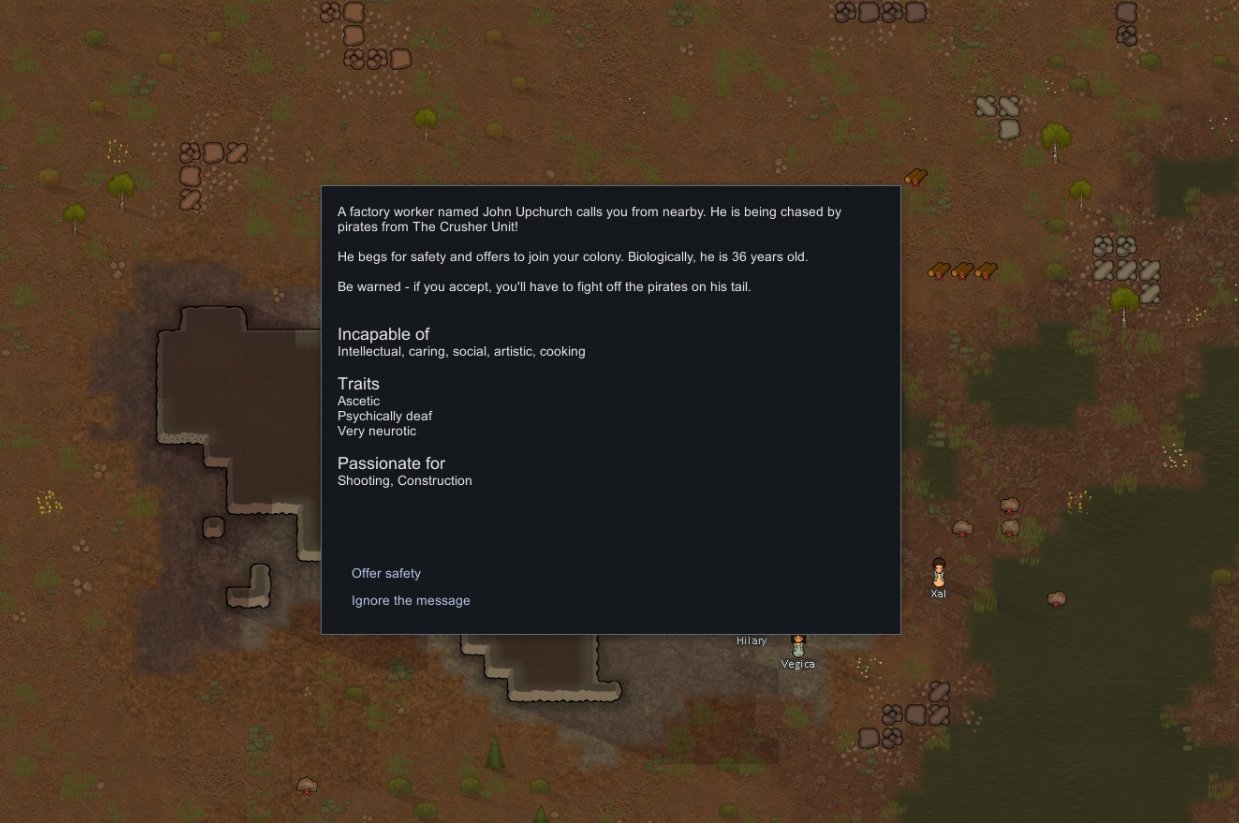 A factory worker named John Upchurch calls you from nearby. He is being chased by
pirates from The Crusher Unit!
He begs for safety and offers to join your colony. Biologically, he is 36 years old.
Be warned - if you accept, you'll have to fight off the pirates on his tail.
Incapable of
Intellectual, caring, social, artistic, cooking
Traits
Ascetic
Psychically deaf
Very neurotic
Passionate for
Shooting, Construction
Offer safety
Ignore the message
Xal
Hilary
Vegica